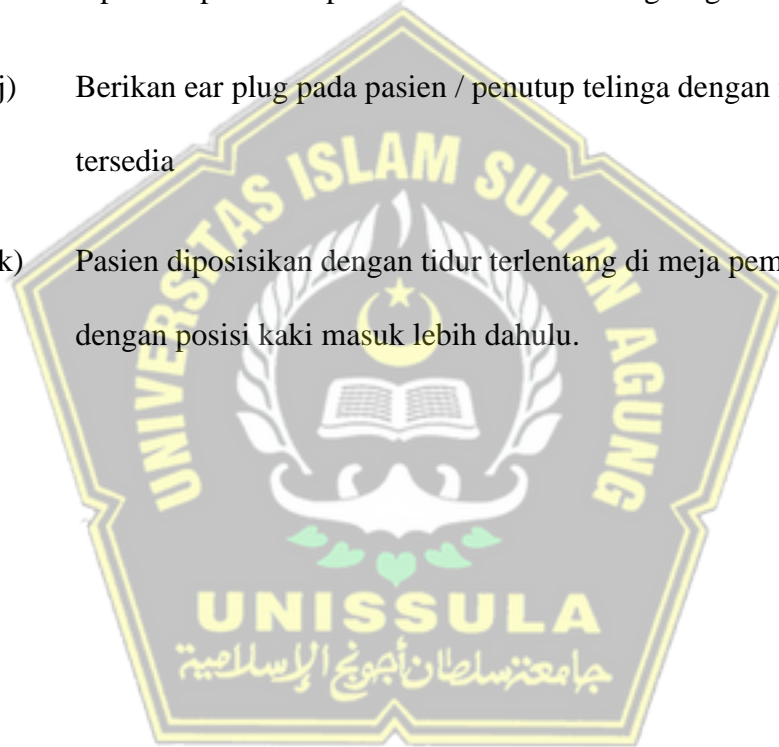 j) Berikan ear plug pada pasien / penutup telinga dengan
tersedia
k) Pasien diposisikan dengan tidur terlentang di meja
dengan posisi kaki masuk lebih dahulu.
UNIVERSITAS ISLAM SULTAN AGUNG
UNISSULA
جامعة سلطان أجونج الإسلامية